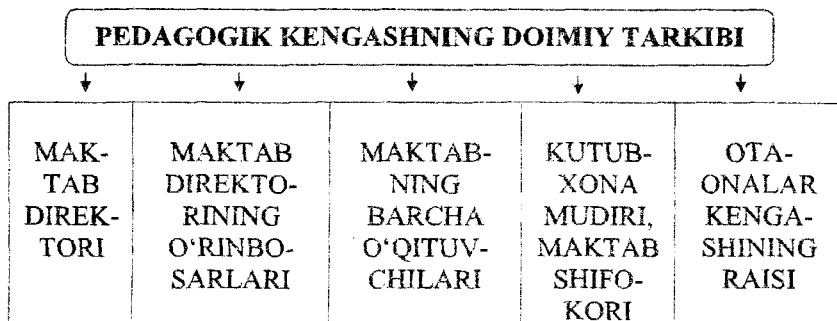 PEDAGOGIK KENGASHNING DOIMIY TARKIBI
MAK-
TAB
DIREK-
TORI
MAKTAB
DIREKTO-
RINING
O‘RINBO-
SARLARI
MAKTAB-
NING
BARCHA
O‘QITUV-
CHILARI
KUTUB-
XONA
MUDIRI,
MAKTAB
SHIFO-
KORI
OTA-
ONALAR
KENGA-
SHINING
RAISI